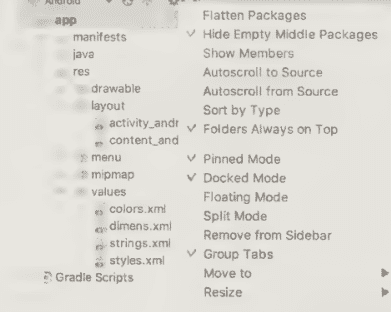 Android
app
manifests
java
res
drawable
layout
activity_andr
content_and
menu
mipmap
values
colors.xml
dimens.xml
strings.xml
styles.xml
Gradle Scripts
Flatten Packages
Hide Empty Middle Packages
Show Members
Autoscroll to Source
Autoscroll from Source
Sort by Type
Folders Always on Top
Pinned Mode
Docked Mode
Floating Mode
Split Mode
Remove from Sidebar
Group Tabs
Move to
Resize